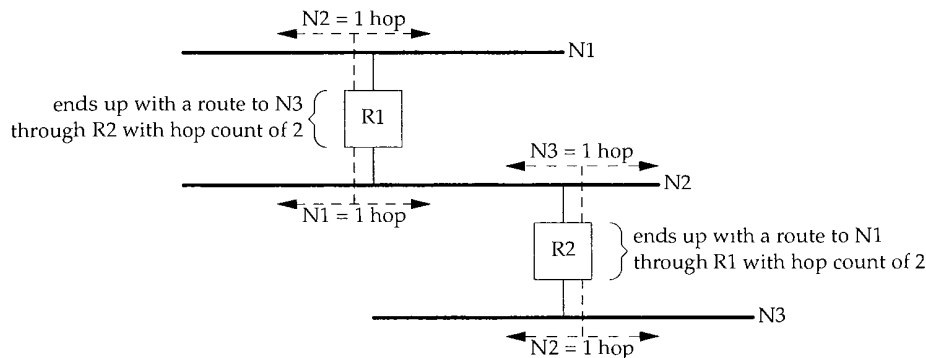 N2 = 1 hop
N1
ends up with a route to N3
through R2 with hop count of 2
R1
N3 = 1 hop
N2
N1 = 1 hop
R2
ends up with a route to N1
through R1 with hop count of 2
N3
N2 = 1 hop